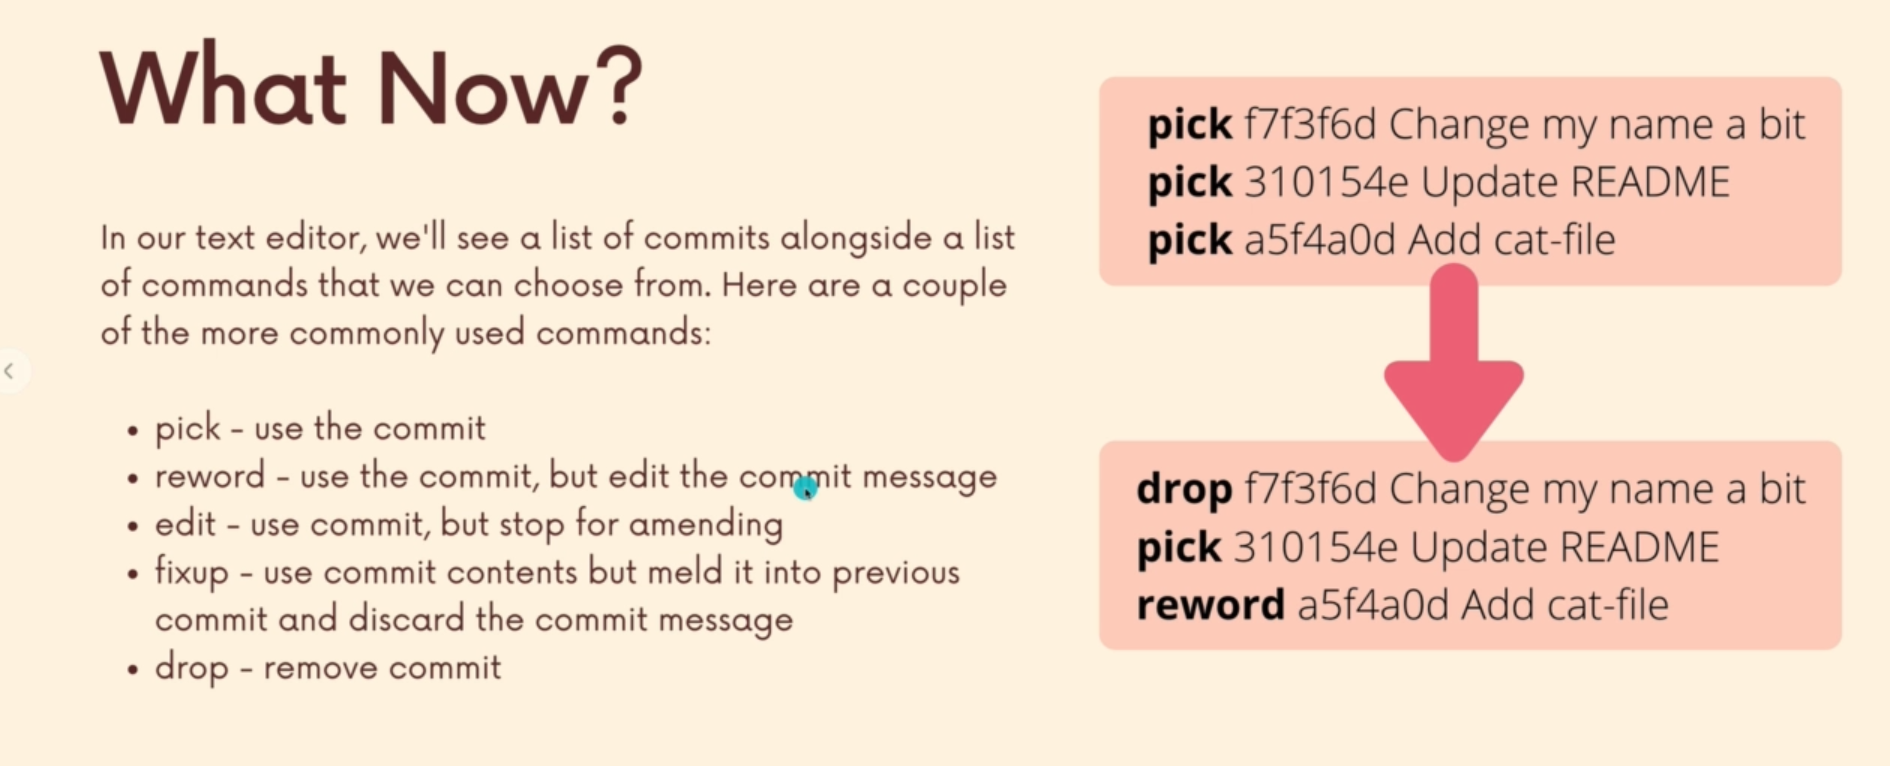 What Now?
In our text editor, we'll see a list of commits alongside a list
of commands that we can choose from. Here are a couple
of the more commonly used commands:
• pick - use the commit
• reword - use the commit, but edit the commit message
• edit - use commit, but stop for amending
• fixup - use commit contents but meld it into previous
commit and discard the commit message
• drop - remove commit
pick f7f3f6d Change my name a bit
pick 310154e Update README
pick a5f4a0d Add cat-file
drop f7f3f6d Change my name a bit
pick 310154e Update README
reword a5f4a0d Add cat-file